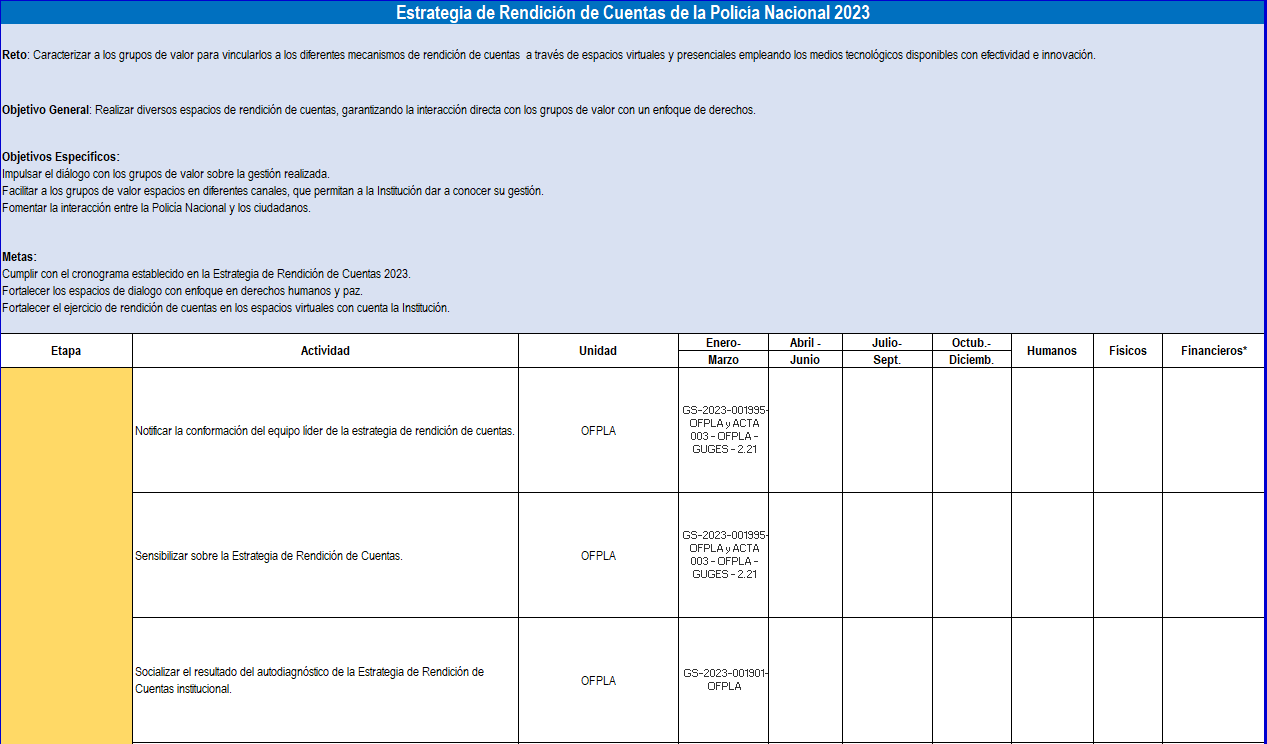 Estrategia de Rendición de Cuentas de la Policía Nacional 2023
Reto: Caracterizar a los grupos de valor para vincularlos a los diferentes mecanismos de rendición de cuentas a través de espacios virtuales y presenciales empleando los medios tecnológicos disponibles con efectividad e innovación.
Objetivo General: Realizar diversos espacios de rendición de cuentas, garantizando la interacción directa con los grupos de valor con un enfoque de derechos.
Objetivos Específicos:
Impulsar el diálogo con los grupos de valor sobre la gestión realizada.
Facilitar a los grupos de valor espacios en diferentes canales, que permitan a la Institución dar a conocer su gestión.
Fomentar la interacción entre la Policía Nacional y los ciudadanos.
Metas:
Cumplir con el cronograma establecido en la Estrategia de Rendición de Cuentas 2023.
Fortalecer los espacios de dialogo con enfoque en derechos humanos y paz.
Fortalecer el ejercicio de rendición de cuentas en los espacios virtuales con cuenta la Institución.
Etapa
Actividad
Unidad
Enero-
Marzo
Abril -
Junio
Julio-
Sept.
Octub.-
Diciemb.
Humanos
Físicos
Financieros*
Notificar la conformación del equipo líder de la estrategia de rendición de cuentas.
OFPLA
GS-2023-001995-
OFPLA y ACTA
003 - OFPLA -
GUGES - 2.21
Sensibilizar sobre la Estrategia de Rendición de Cuentas.
OFPLA
GS-2023-001995-
OFPLA y ACTA
003 - OFPLA -
GUGES - 2.21
Socializar el resultado del autodiagnóstico de la Estrategia de Rendición de
Cuentas institucional.
OFPLA
GS-2023-001901-
OFPLA